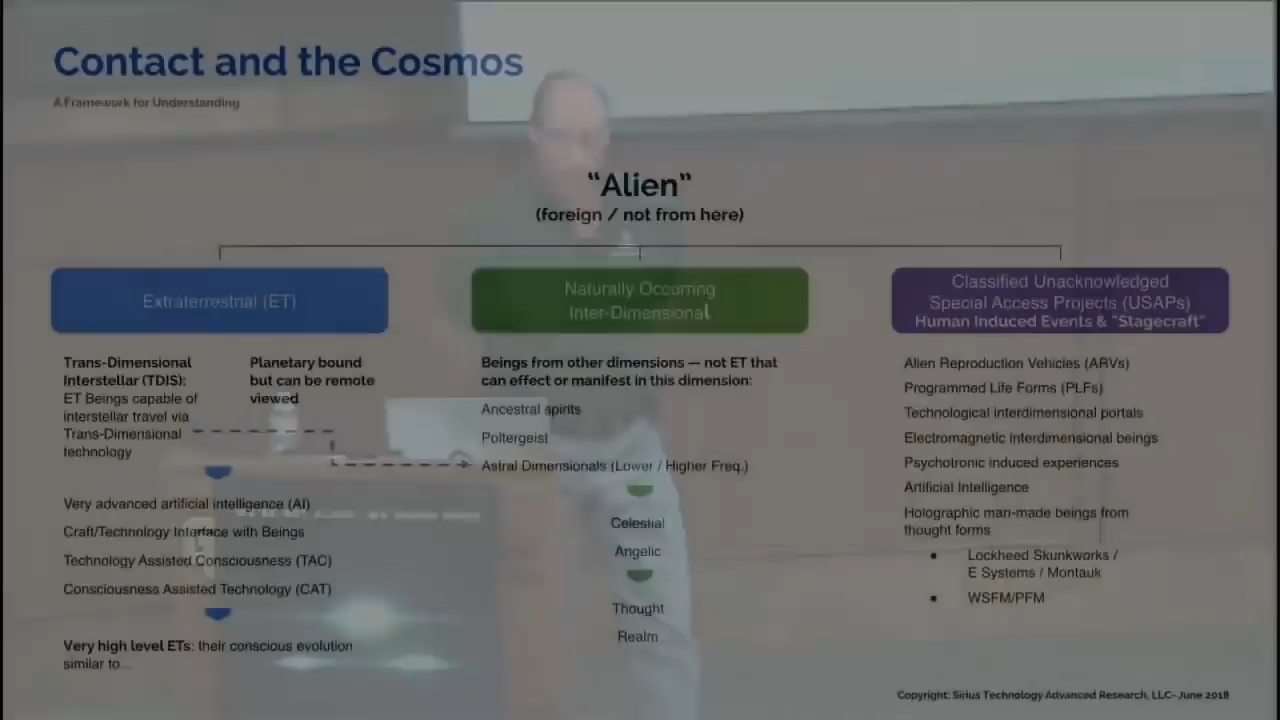 Contact and the Cosmos
A Framework for Understanding
“Alien”
(foreign / not from here)
Extraterrestrial (ET)
Trans-Dimensional
Interstellar (TDIS):
ET Beings capable of
interstellar travel via
Trans-Dimensional
technology
Planetary bound
but can be remote
viewed
Very advanced artificial intelligence (AI)
Craft/Technology Interface with Beings
Technology Assisted Consciousness (TAC)
Consciousness Assisted Technology (CAT)
Very high level ETs: their conscious evolution
similar to...
Naturally Occurring
Inter-Dimensional
Beings from other dimensions — not ET that
can effect or manifest in this dimension:
Ancestral spirits
Poltergeist
Astral Dimensionals (Lower / Higher Freq.)
Celestial
Angelic
Thought
Realm
Classified Unacknowledged
Special Access Projects (USAPs)
Human Induced Events & "Stagecraft"
Alien Reproduction Vehicles (ARVs)
Programmed Life Forms (PLFs)
Technological interdimensional portals
Electromagnetic interdimensional beings
Psychotronic induced experiences
Artificial Intelligence
Holographic man-made beings from
thought forms
Lockheed Skunkworks /
E Systems / Montauk
WSFM/PFM
Copyright: Sirius Technology Advanced Research, LLC- June 2018